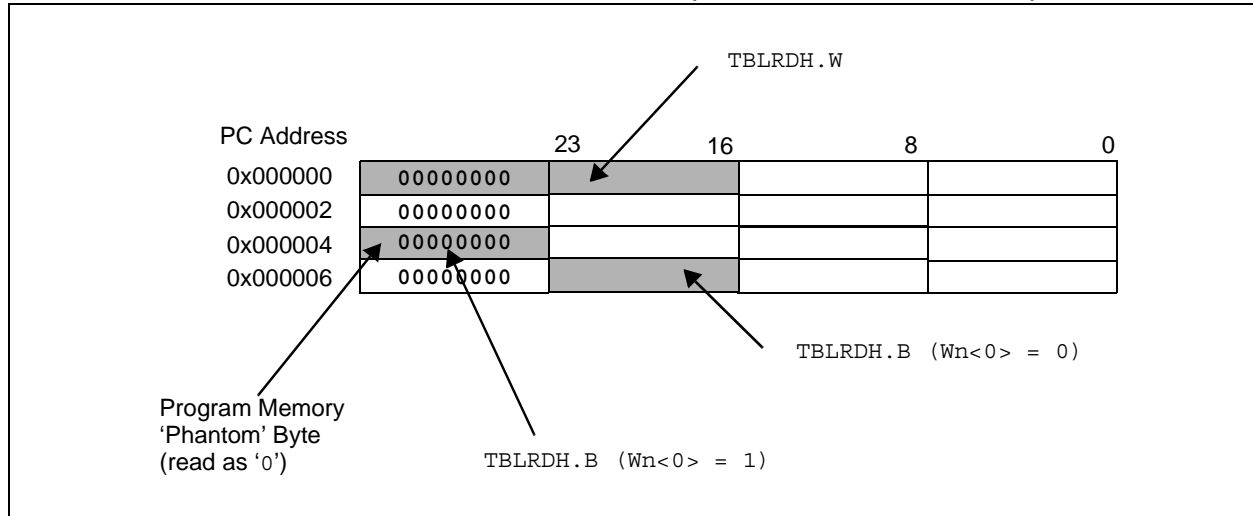 TBLRDH.W
PC Address
23 16 8 0
0x000000 00000000
0x000002 00000000
0x000004 00000000
0x000006 00000000
TBLRDH.B (Wn<0> = 0)
Program Memory
‘Phantom’ Byte
(read as ‘0’)
TBLRDH.B (Wn<0> = 1)